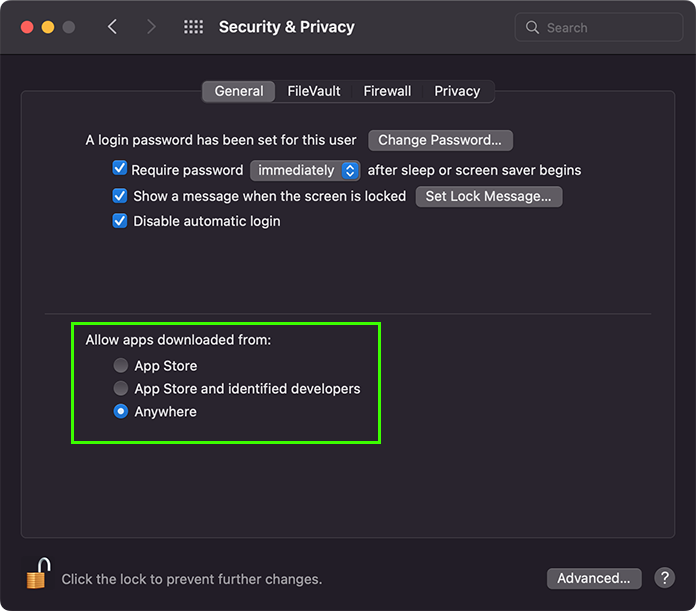 Security & Privacy
Search
General FileVault Firewall Privacy
A login password has been set for this user Change Password...
Require password immediately after sleep or screen saver begins
Show a message when the screen is locked Set Lock Message...
Disable automatic login
Allow apps downloaded from:
App Store
App Store and identified developers
Anywhere
Click the lock to prevent further changes. Advanced... ?